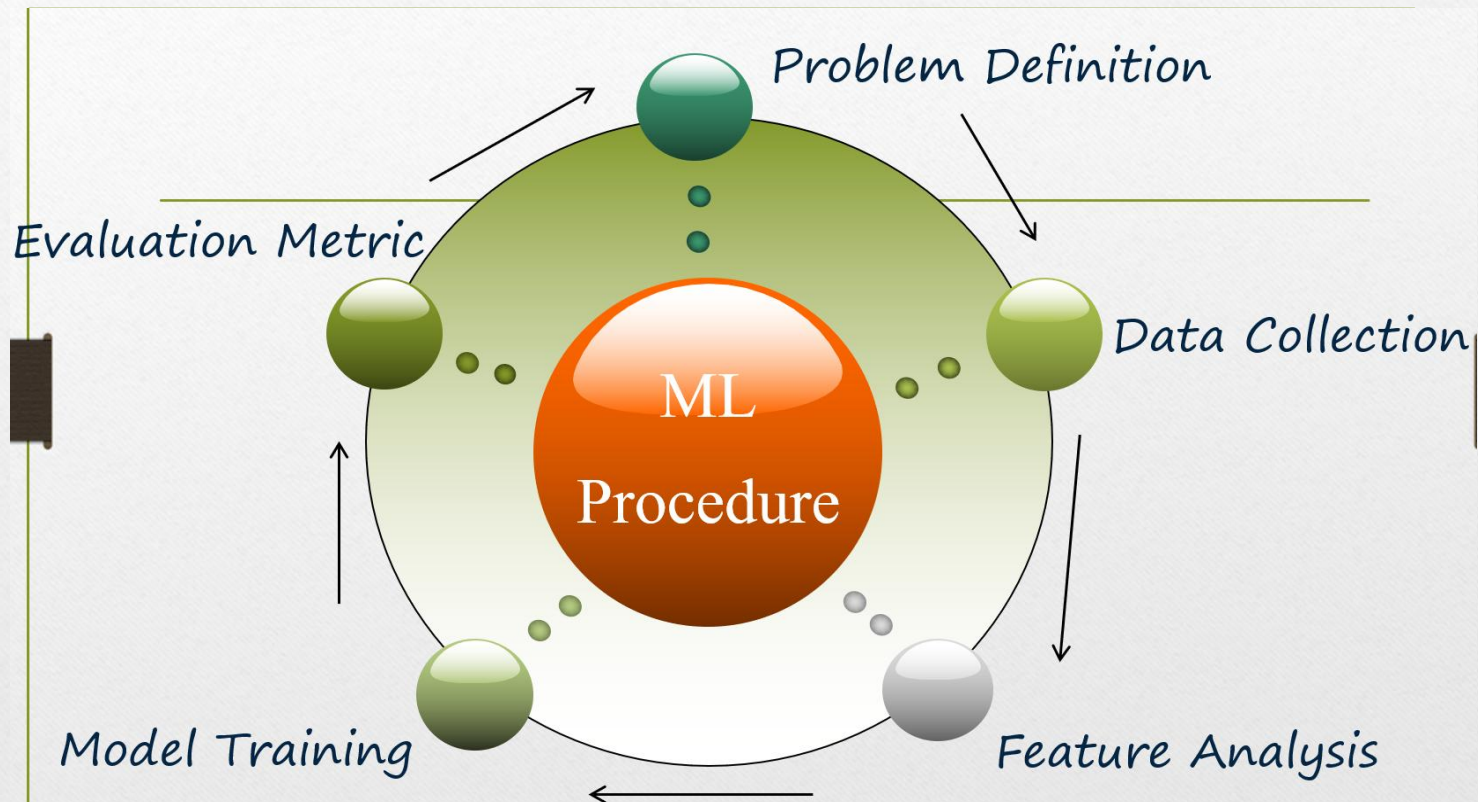 Problem Definition
Evaluation Metric
Data Collection
ML
Procedure
Model Training
Feature Analysis